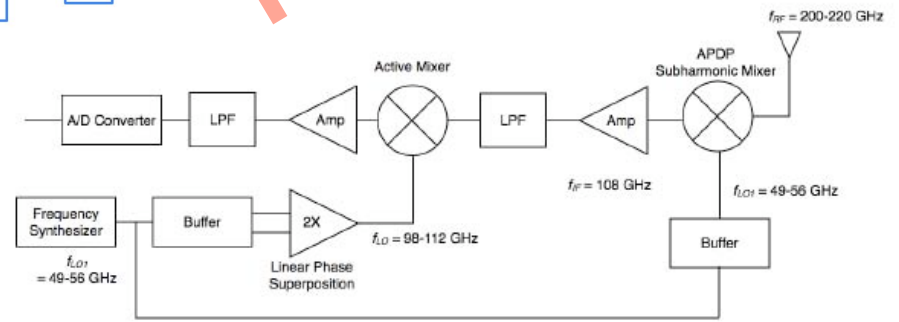 f_RF = 200-220 GHz
APDP
Subharmonic Mixer
Active Mixer
A/D Converter
LPF
Amp
LPF
Amp
f_IF = 108 GHz
f_LO1 = 49-56 GHz
Frequency
Synthesizer
Buffer
2X
f_LO = 98-112 GHz
Buffer
f_LO1
= 49-56 GHz
Linear Phase
Superposition